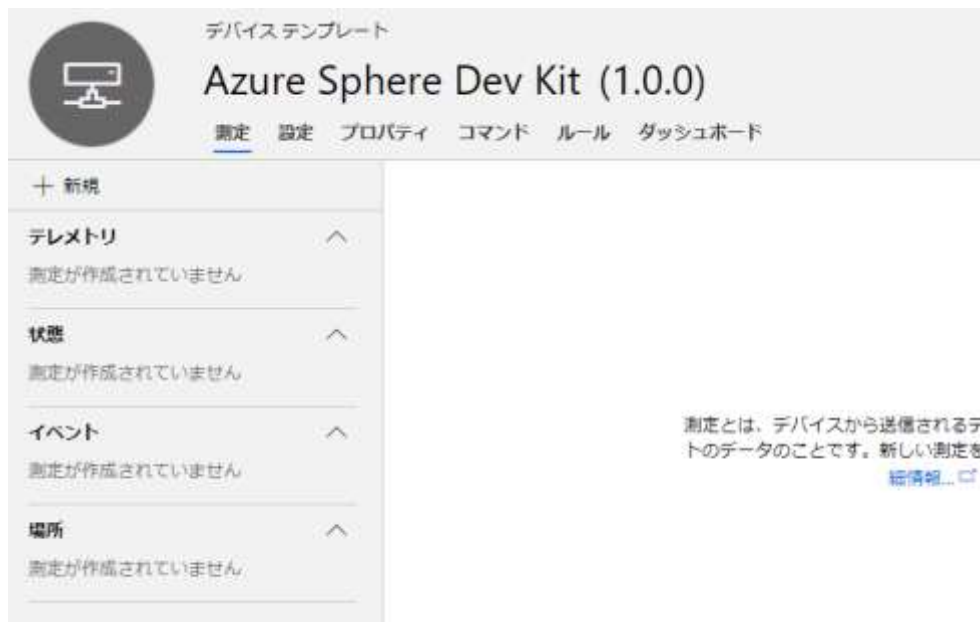 デバイス テンプレート
Azure Sphere Dev Kit (1.0.0)
測定 設定 プロパティ コマンド ルール ダッシュボード
＋ 新規
テレメトリ
測定が作成されていません
状態
測定が作成されていません
イベント
測定が作成されていません
場所
測定が作成されていません
測定とは、デバイスから送信されるテ
トのデータのことです。新しい測定を
細情報...